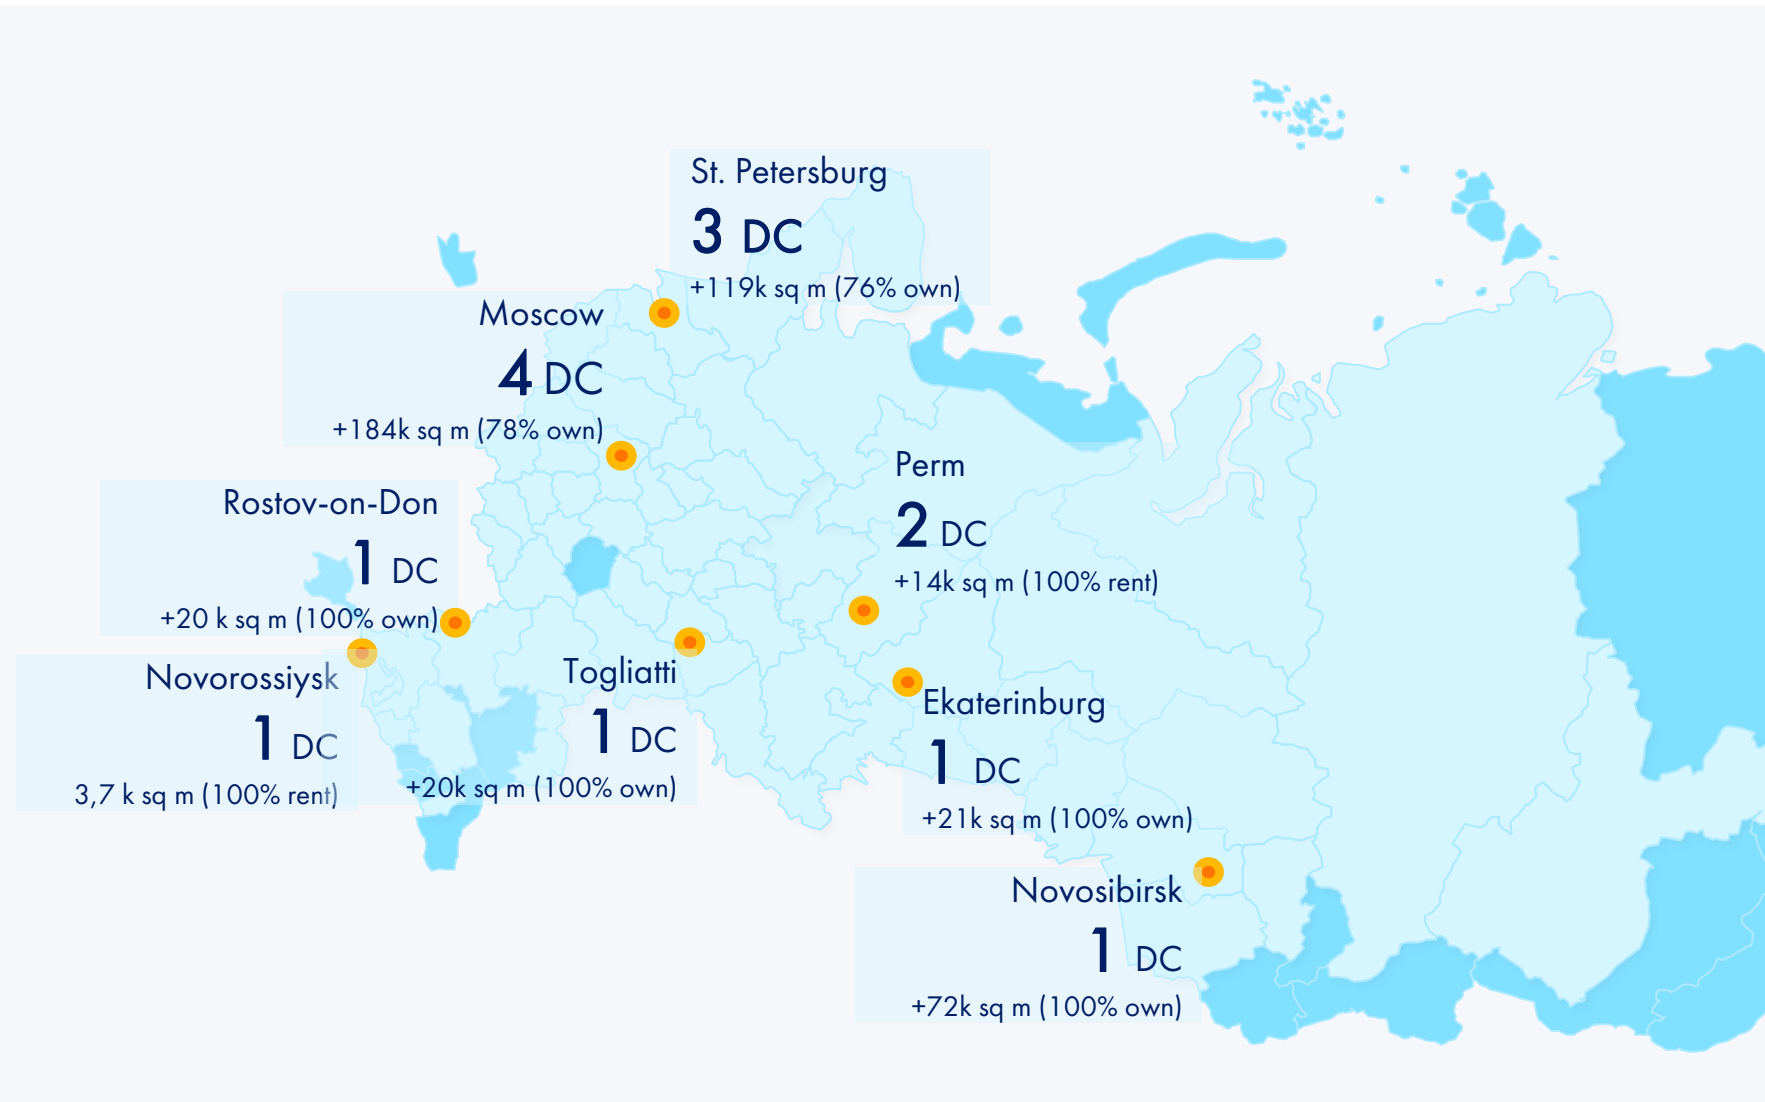 St. Petersburg
3 DC
+119k sq m (76% own)
Moscow
4 DC
+184k sq m (78% own)
Perm
2 DC
+14k sq m (100% rent)
Rostov-on-Don
1 DC
+20 k sq m (100% own)
Novorossiysk
1 DC
3,7 k sq m (100% rent)
Togliatti
1 DC
+20k sq m (100% own)
Ekaterinburg
1 DC
+21k sq m (100% own)
Novosibirsk
1 DC
+72k sq m (100% own)